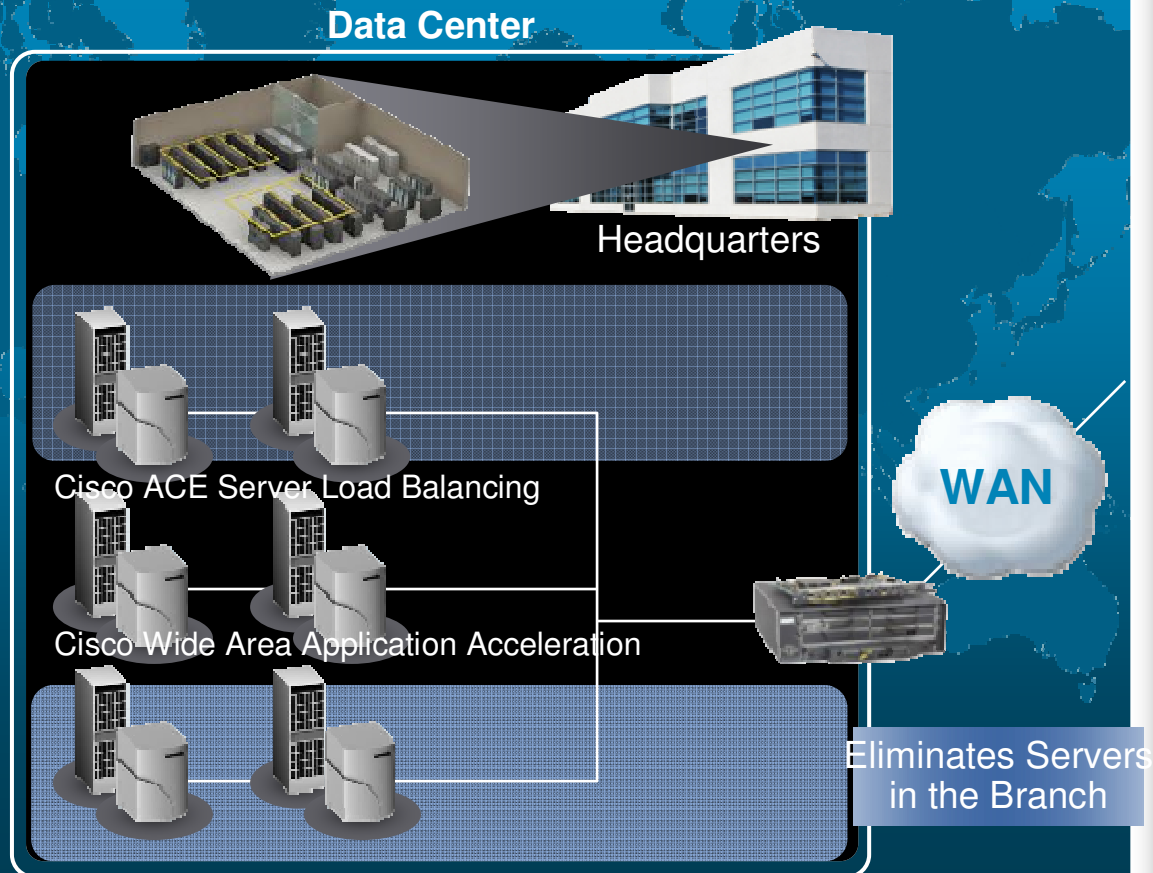 Data Center
Headquarters
Cisco ACE Server Load Balancing
WAN
Cisco Wide Area Application Acceleration
Eliminates Servers
in the Branch